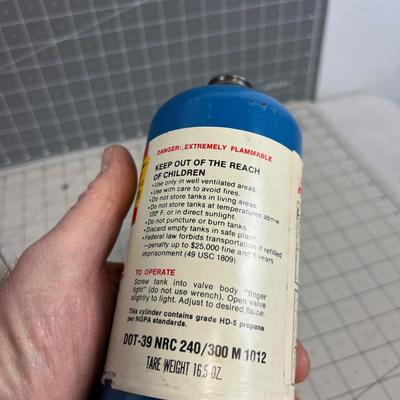 DANGER: EXTREMELY FLAMMABLE
KEEP OUT OF THE REACH
OF CHILDREN
•Use only in well ventilated areas.
•Use with care to avoid fires.
•Do not store tanks in living areas.
•Do not store tanks at temperatures above
120° F. or in direct sunlight.
•Do not puncture or burn tanks.
•Discard empty tanks in safe place.
•Federal law forbids transportation if refilled
—penalty up to $25,000 fine and 5 years
imprisonment (49 USC 1809).
TO OPERATE
Screw tank into valve body "finger
tight" (do not use wrench). Open valve
slightly to light. Adjust to desired flame.
This cylinder contains grade HD-5 propane
per NGPA standards.
DOT-39 NRC 240/300 M 1012
TARE WEIGHT 16.5 OZ.